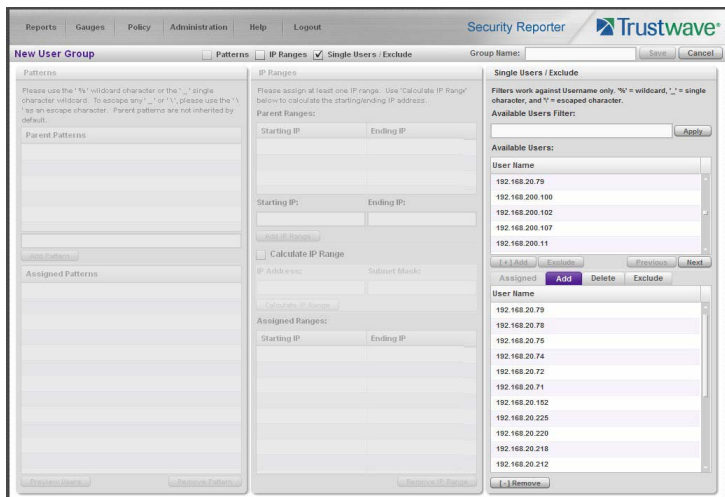 Reports Gauges Policy Administration Help Logout
Security Reporter
Trustwave®
New User Group
Patterns IP Ranges Single Users / Exclude
Group Name:
Save Cancel
Patterns
Please use the '%' wildcard character or the '_' single
character wildcard. To escape any '_' or '\', please use the '\
' as an escape character. Parent patterns are not inherited by
default.
Parent Patterns
Add Pattern
Assigned Patterns
Preview Users Remove Pattern
IP Ranges
Please assign at least one IP range. Use 'Calculate IP Range'
below to calculate the starting/ending IP address.
Parent Ranges:
Starting IP Ending IP
Starting IP: Ending IP:
Add IP Range
Calculate IP Range
IP Address: Subnet Mask:
Calculate IP Range
Assigned Ranges:
Starting IP Ending IP
Remove IP Range
Single Users / Exclude
Filters work against Username only. '%' = wildcard, '_' = single
character, and '\' = escaped character.
Available Users Filter:
Apply
Available Users:
User Name
192.168.20.79
192.168.200.100
192.168.200.102
192.168.200.107
192.168.200.11
[+] Add Exclude Previous Next
Assigned Add Delete Exclude
User Name
192.168.20.79
192.168.20.78
192.168.20.75
192.168.20.74
192.168.20.72
192.168.20.71
192.168.20.152
192.168.20.225
192.168.20.220
192.168.20.218
192.168.20.212
[-] Remove